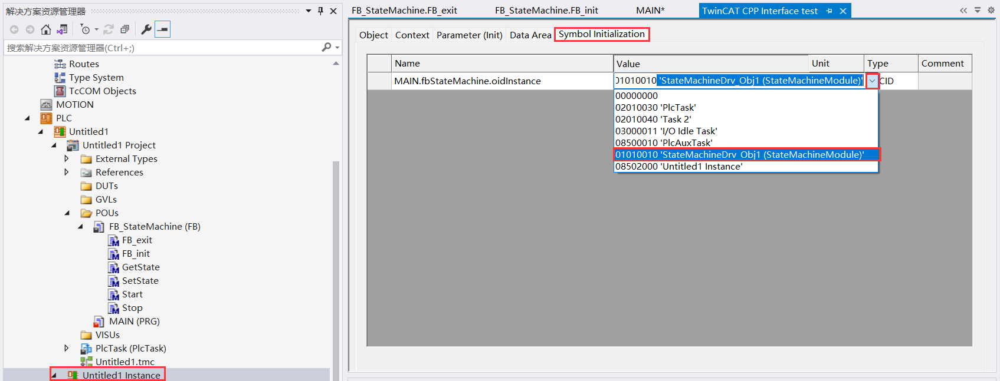 解决方案资源管理器
搜索解决方案资源管理器(Ctrl+;)
Routes
Type System
TcCOM Objects
MOTION
PLC
Untitled1
Untitled1 Project
External Types
References
DUTs
GVLs
POUs
FB_StateMachine (FB)
FB_exit
FB_init
GetState
SetState
Start
Stop
MAIN (PRG)
VISUs
PlcTask (PlcTask)
Untitled1.tmc
Untitled1 Instance
FB_StateMachine.FB_exit FB_StateMachine.FB_init MAIN* TwinCAT CPP Interface test
Object Context Parameter (Init) Data Area Symbol Initialization
Name Value Unit Type Comment
MAIN.fbStateMachine.oidInstance 01010010 'StateMachineDrv_Obj1 (StateMachineModule)' CID
00000000
02010030 'PlcTask'
02010040 'Task 2'
03000011 'I/O Idle Task'
08500010 'PlcAuxTask'
01010010 'StateMachineDrv_Obj1 (StateMachineModule)'
08502000 'Untitled1 Instance'